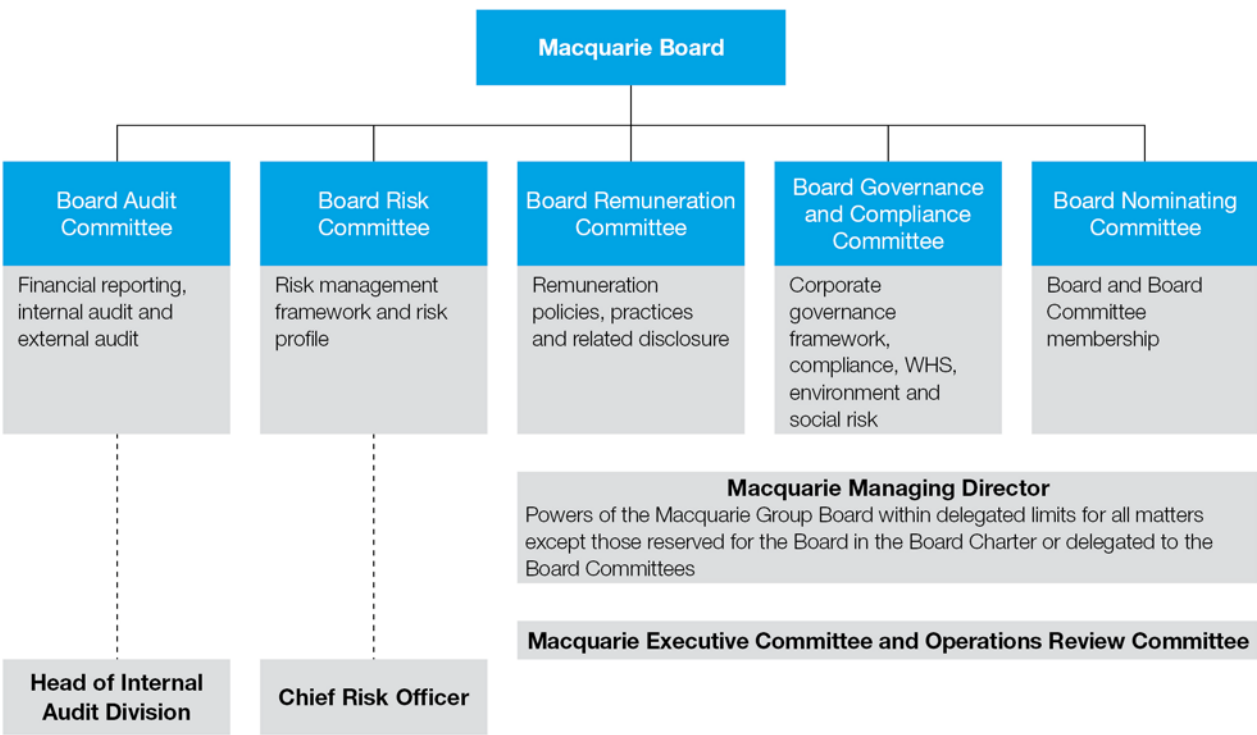 Macquarie Board
Board Audit
Committee
Financial reporting,
internal audit and
external audit
Board Risk
Committee
Risk management
framework and risk
profile
Board Remuneration
Committee
Remuneration
policies, practices
and related disclosure
Board Governance
and Compliance
Committee
Corporate
governance
framework,
compliance, WHS,
environment and
social risk
Board Nominating
Committee
Board and Board
Committee
membership
Macquarie Managing Director
Powers of the Macquarie Group Board within delegated limits for all matters
except those reserved for the Board in the Board Charter or delegated to the
Board Committees
Macquarie Executive Committee and Operations Review Committee
Head of Internal
Audit Division
Chief Risk Officer